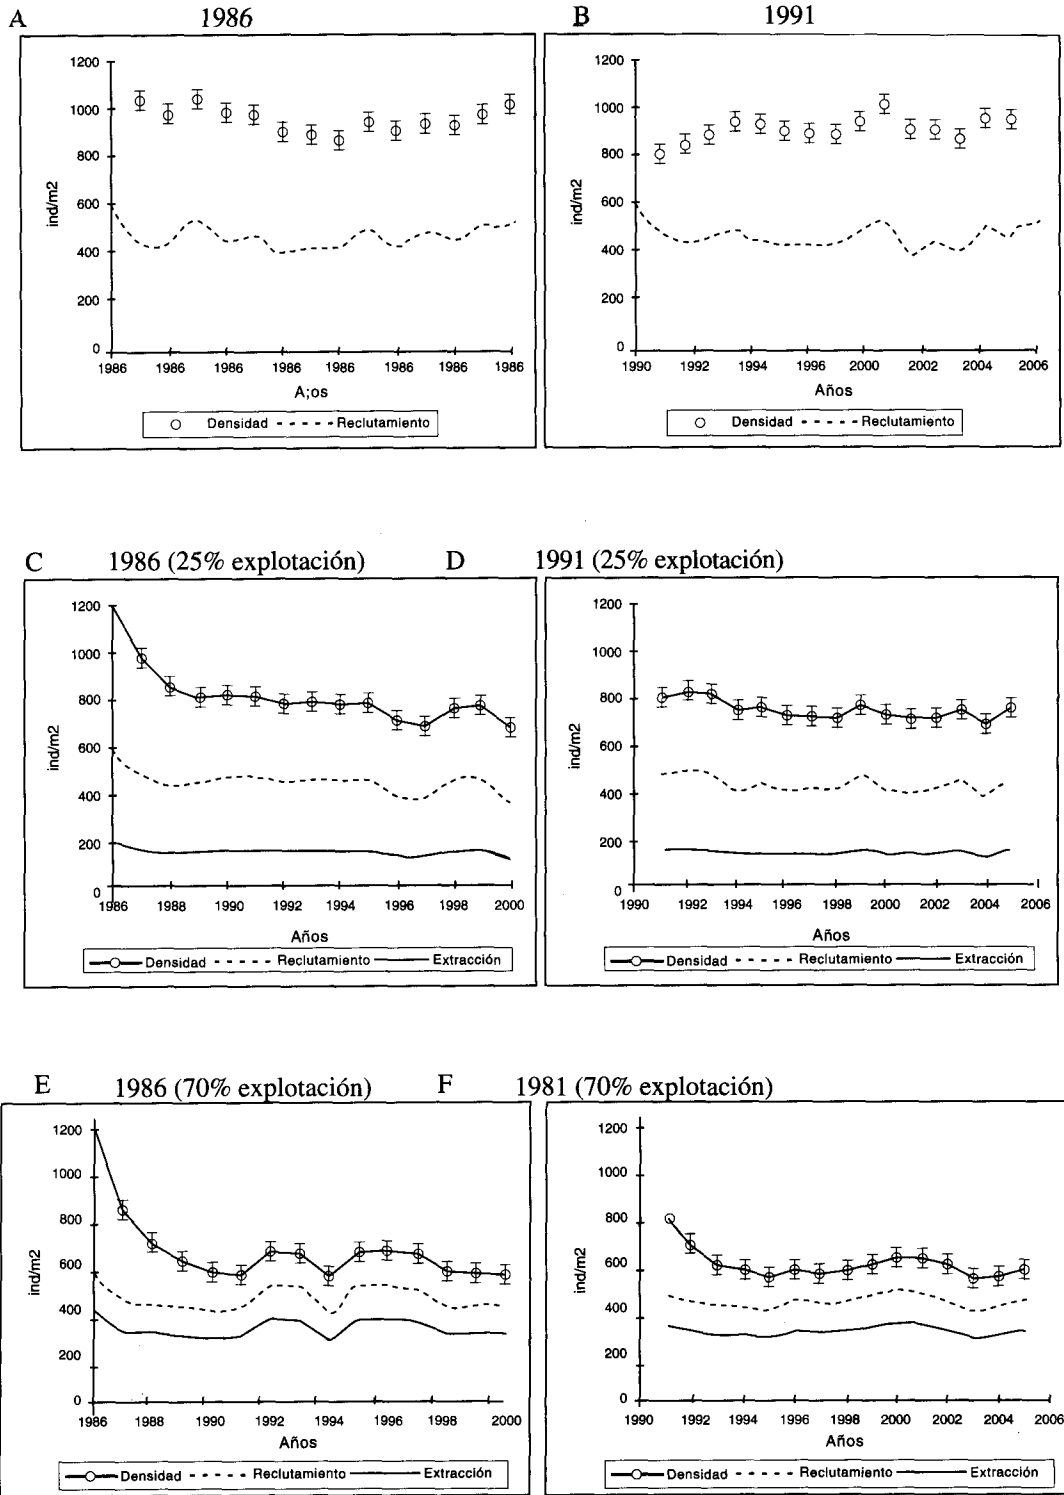 A 1986 B 1991
1200
1000
800
600
400
200
0
ind/m2
1986 1986 1986 1986 1986 1986 1986 1986
A;os
Densidad Reclutamiento
1200
1000
800
600
400
200
0
ind/m2
1990 1992 1994 1996 1998 2000 2002 2005 2006
Años
Densidad Reclutamiento
C 1986 (25% explotación) D 1991 (25% explotación)
1200
1000
800
600
400
200
0
ind/m2
1986 1988 1990 1992 1994 1996 1998 2000
Años
Densidad Reclutamiento Extracción
1200
1000
800
600
400
200
0
ind/m2
1990 1992 1994 1996 1998 2000 2002 2004 2006
Años
Densidad Reclutamiento Extracción
E 1986 (70% explotación) F 1981 (70% explotación)
1200
1000
800
600
400
200
0
ind/m2
1986 1988 1990 1992 1994 1996 1998 2000
Años
Densidad Reclutamiento Extracción
1200
1000
800
600
400
200
0
ind/m2
1990 1992 1994 1996 1998 2000 2002 2004 2006
Años
Densidad Reclutamiento Extracción